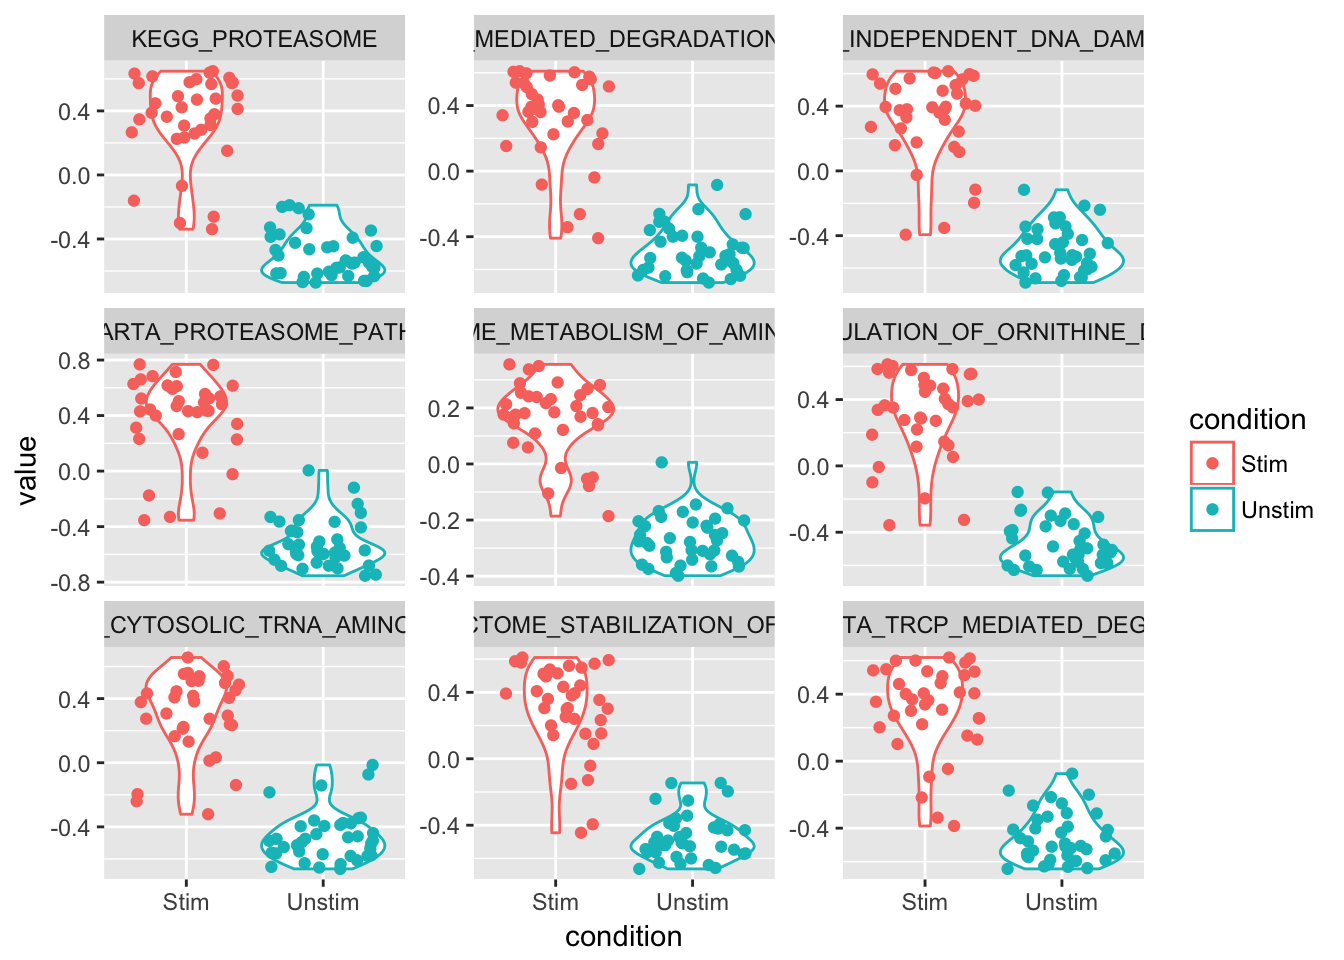 KEGG_PROTEASOME
_MEDIATED_DEGRADATION
_INDEPENDENT_DNA_DAM
0.4
0.0
-0.4
0.4
0.0
-0.4
0.4
0.0
-0.4
ARTA_PROTEASOME_PATH
ME_METABOLISM_OF_AMIN
ULATION_OF_ORNITHINE_D
0.8
0.4
0.0
-0.4
-0.8
0.2
0.0
-0.2
-0.4
0.4
0.0
-0.4
_CYTOSOLIC_TRNA_AMINO
CTOME_STABILIZATION_OF
TA_TRCP_MEDIATED_DEG
0.4
0.0
-0.4
0.4
0.0
-0.4
0.4
0.0
-0.4
Stim
Unstim
Stim
Unstim
Stim
Unstim
condition
value
condition
Stim
Unstim